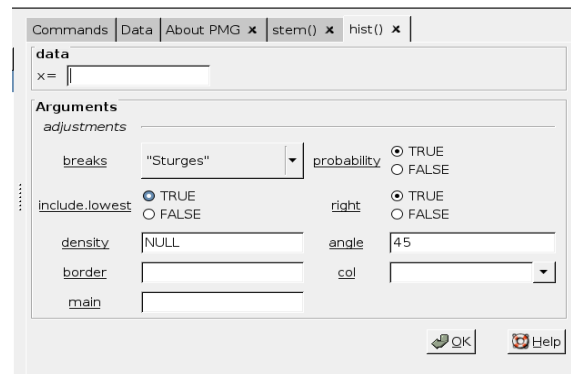 Commands Data About PMG x stem() x hist() x
data
x=
Arguments
adjustments
breaks "Sturges" probability TRUE
FALSE
include.lowest TRUE right TRUE
FALSE FALSE
density NULL angle 45
border col
main
OK Help